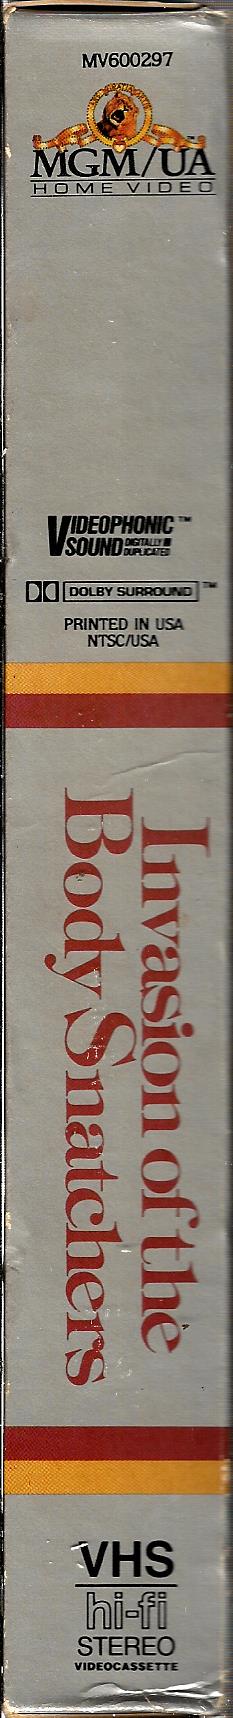 MV600297
MGM/UA
HOME VIDEO
VIDEOPHONIC™
SOUND DIGITALLY DUPLICATED
DOLBY SURROUND™
PRINTED IN USA
NTSC/USA
Invasion of the
Body Snatchers
VHS
hi-fi
STEREO
VIDEOCASSETTE